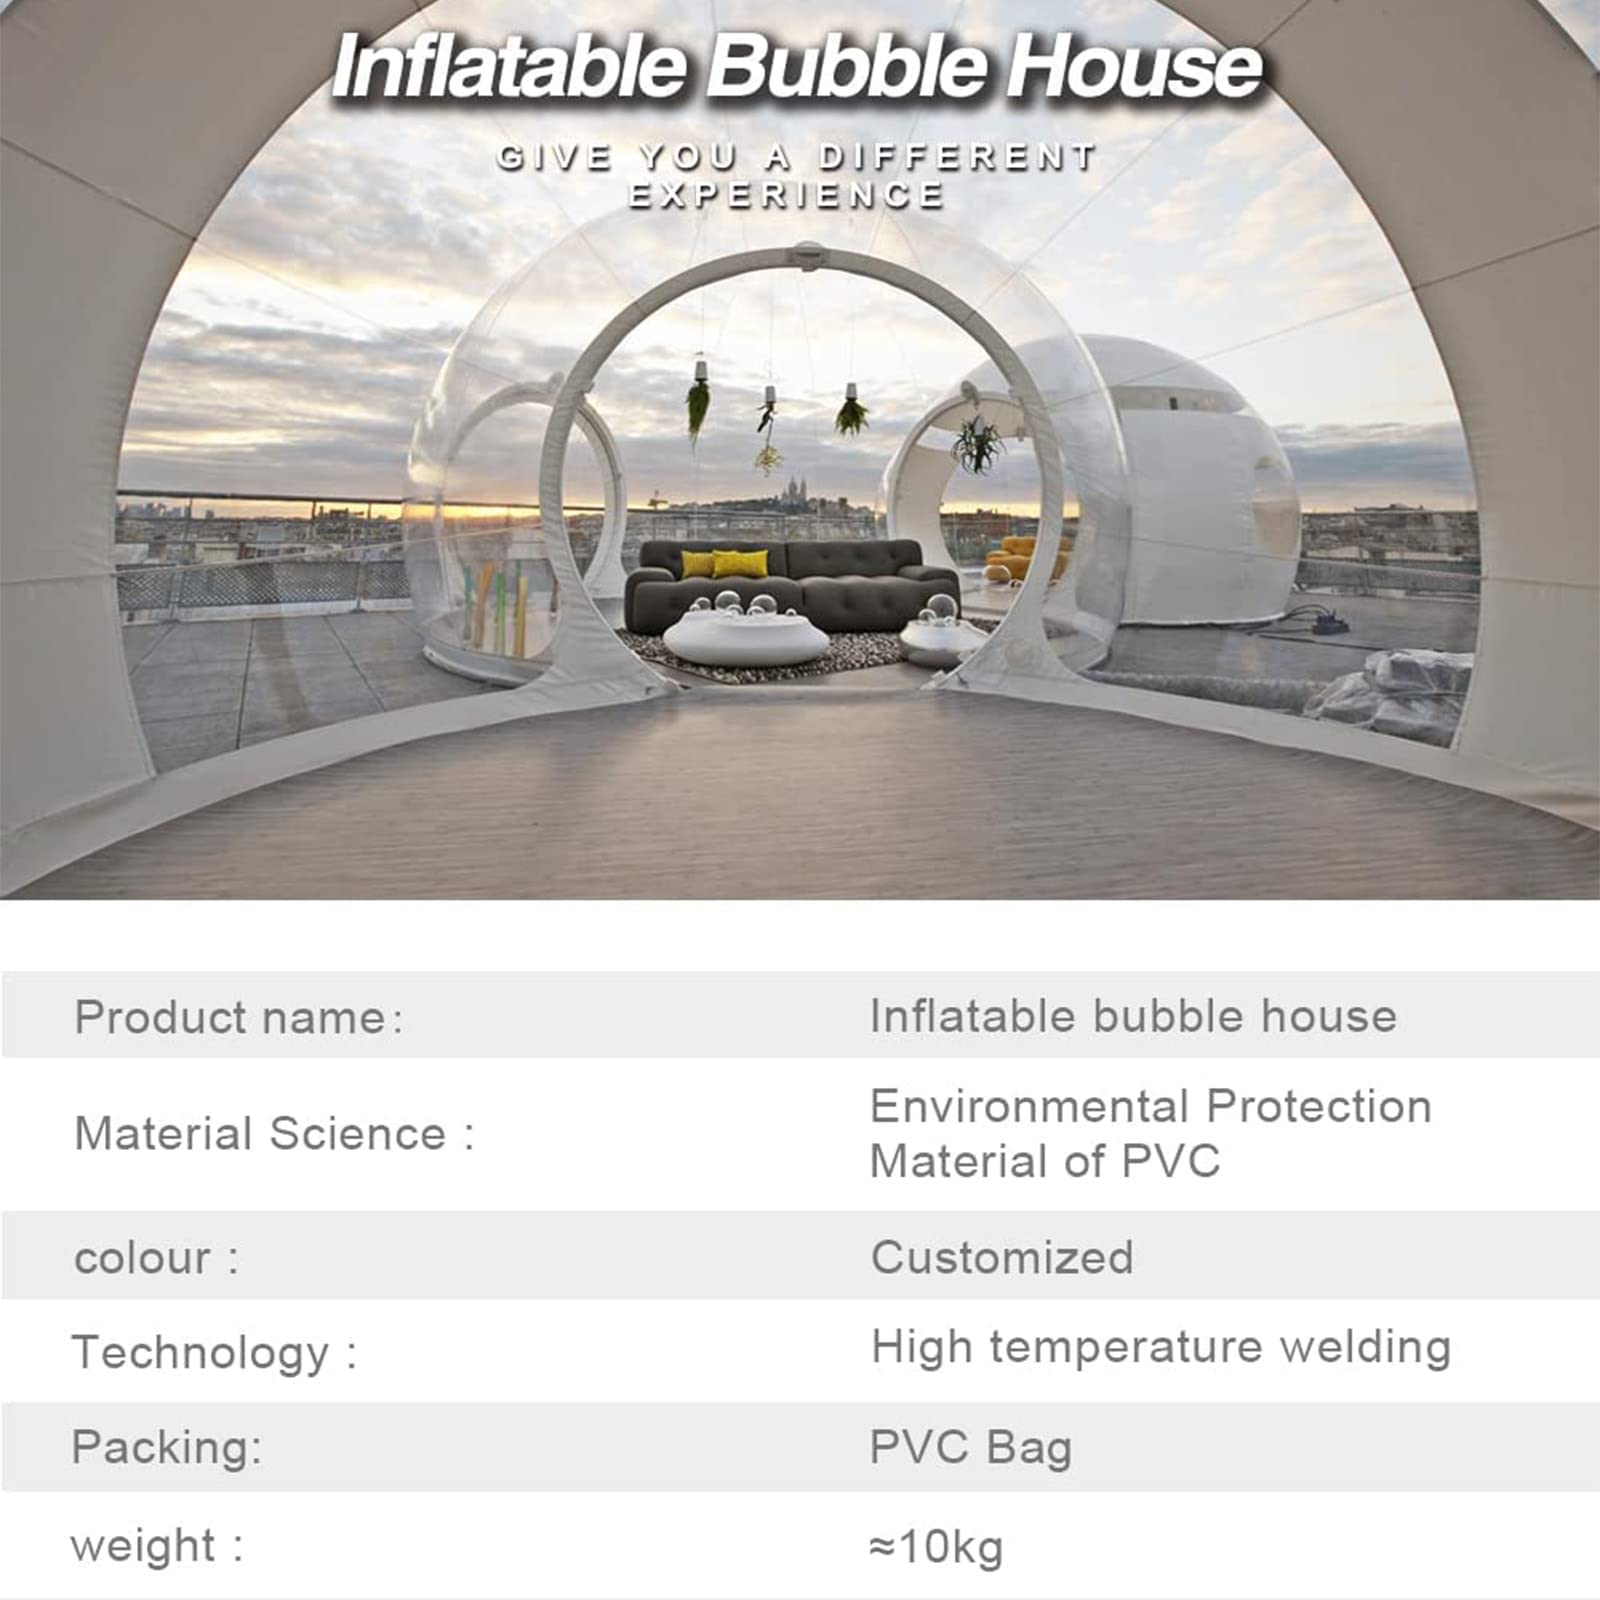 Inflatable Bubble House
GIVE YOU A DIFFERENT
EXPERIENCE
Product name: Inflatable bubble house
Material Science : Environmental Protection
Material of PVC
colour : Customized
Technology : High temperature welding
Packing: PVC Bag
weight : ≈10kg